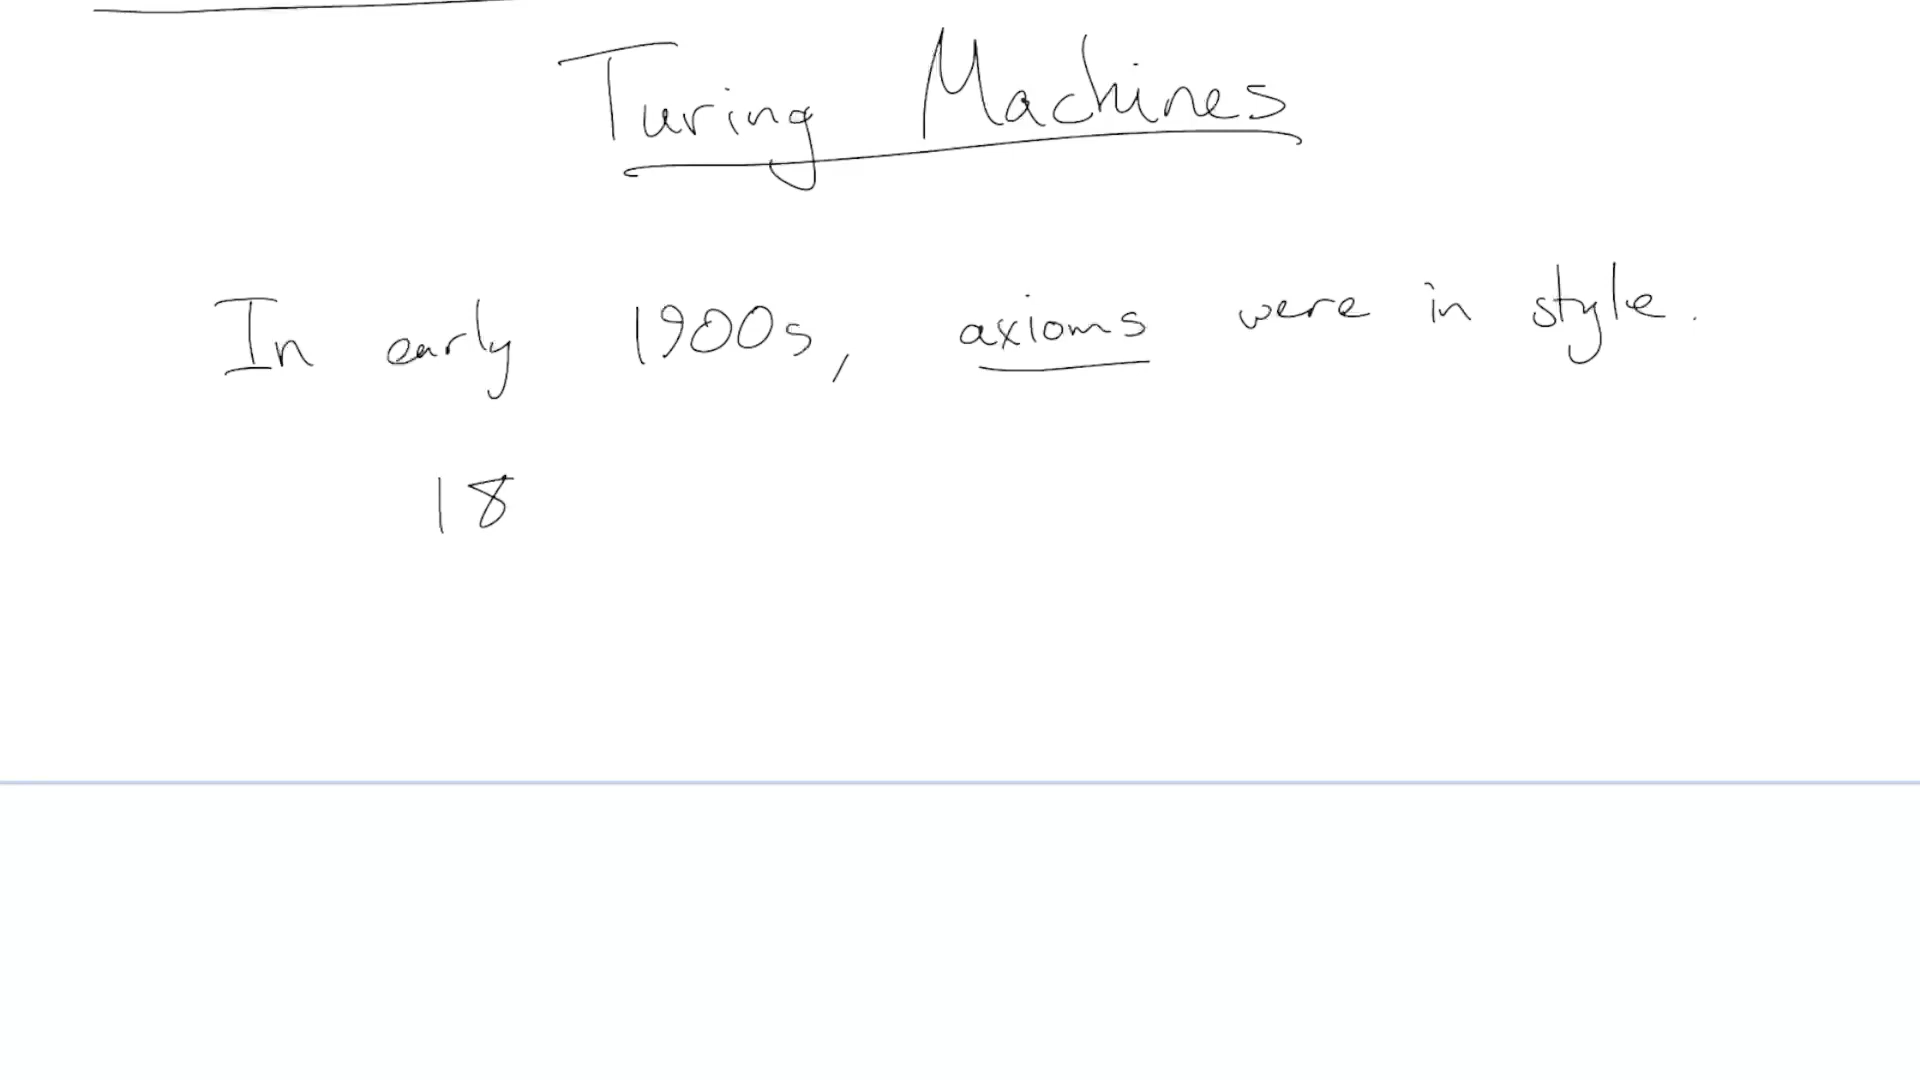 Turing Machines
In early 1900s, axioms were in style.
18